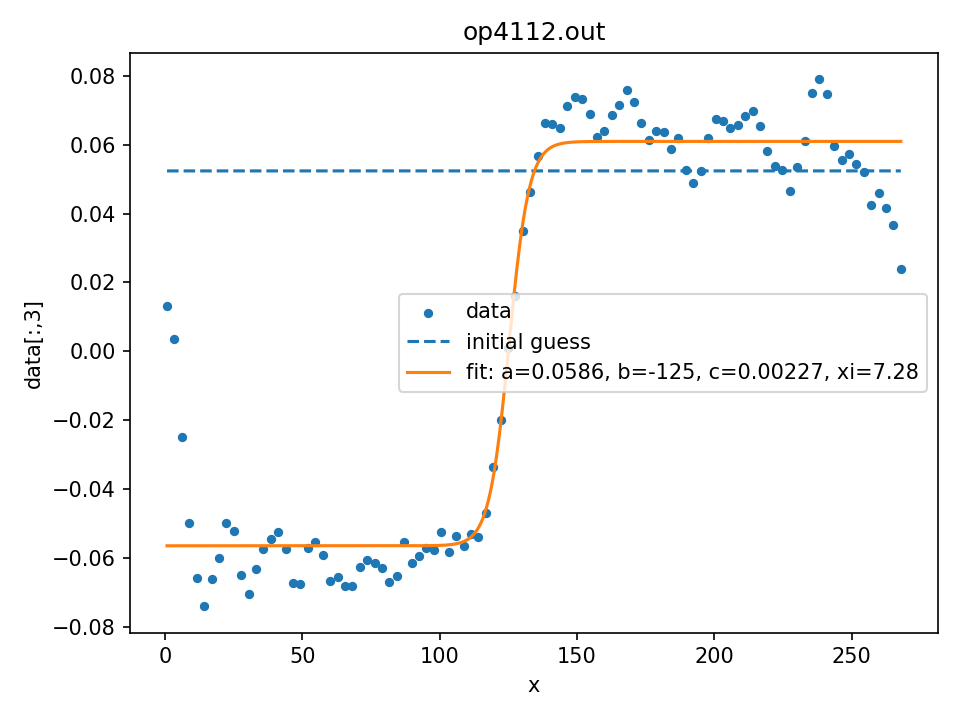 op4112.out
0.08
0.06
0.04
0.02
0.00
−0.02
−0.04
−0.06
−0.08
data[:,3]
data
initial guess
fit: a=0.0586, b=-125, c=0.00227, xi=7.28
0 50 100 150 200 250
x